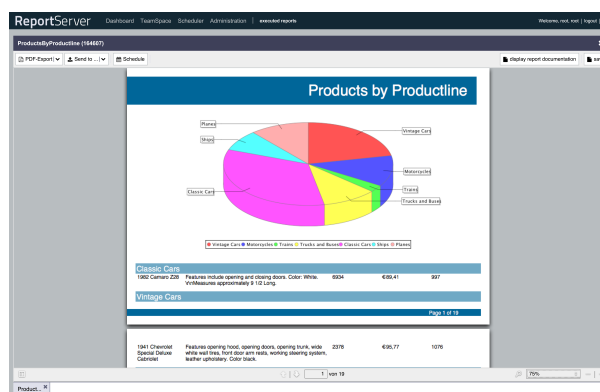 ReportServer Dashboard TeamSpace Scheduler Administration executed reports Welcome, root, root logout
ProductsByProductline (164607)
PDF-Export Send to ... Schedule display report documentation
Products by Productline
Planes
Ships
Vintage Cars
Motorcycles
Classic Cars
Trains
Trucks and Buses
Vintage Cars Motorcycles Trains Trucks and Buses Classic Cars Ships Planes
Classic Cars
1982 Camaro Z28 Features include opening and closing doors. Color: White. 6934 €89,41 997
\r\nMeasures approximately 9 1/2 Long.
Vintage Cars
Page 1 of 19
1941 Chevrolet Features opening hood, opening doors, opening trunk, wide 2378 €95,77 1076
Special Deluxe white wall tires, front door arm rests, working steering system,
Cabriolet leather upholstery. Color black.
1 von 19 75%
Product...